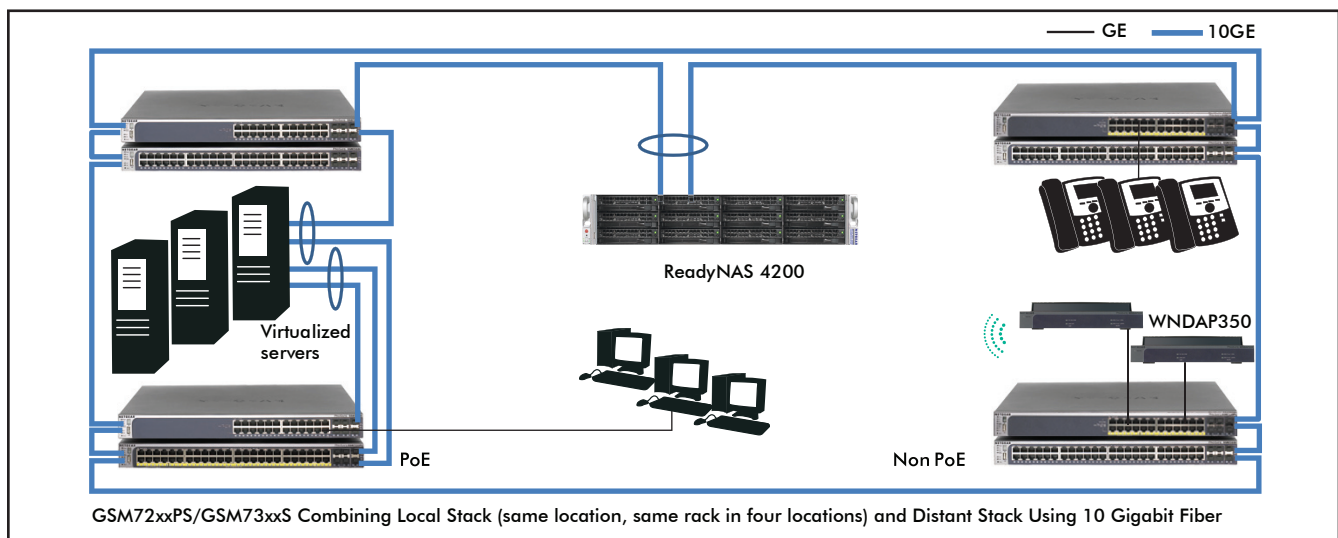 GE
10GE
ReadyNAS 4200
Virtualized
servers
WNDAP350
PoE
Non PoE
GSM72xxPS/GSM73xxS Combining Local Stack (same location, same rack in four locations) and Distant Stack Using 10 Gigabit Fiber